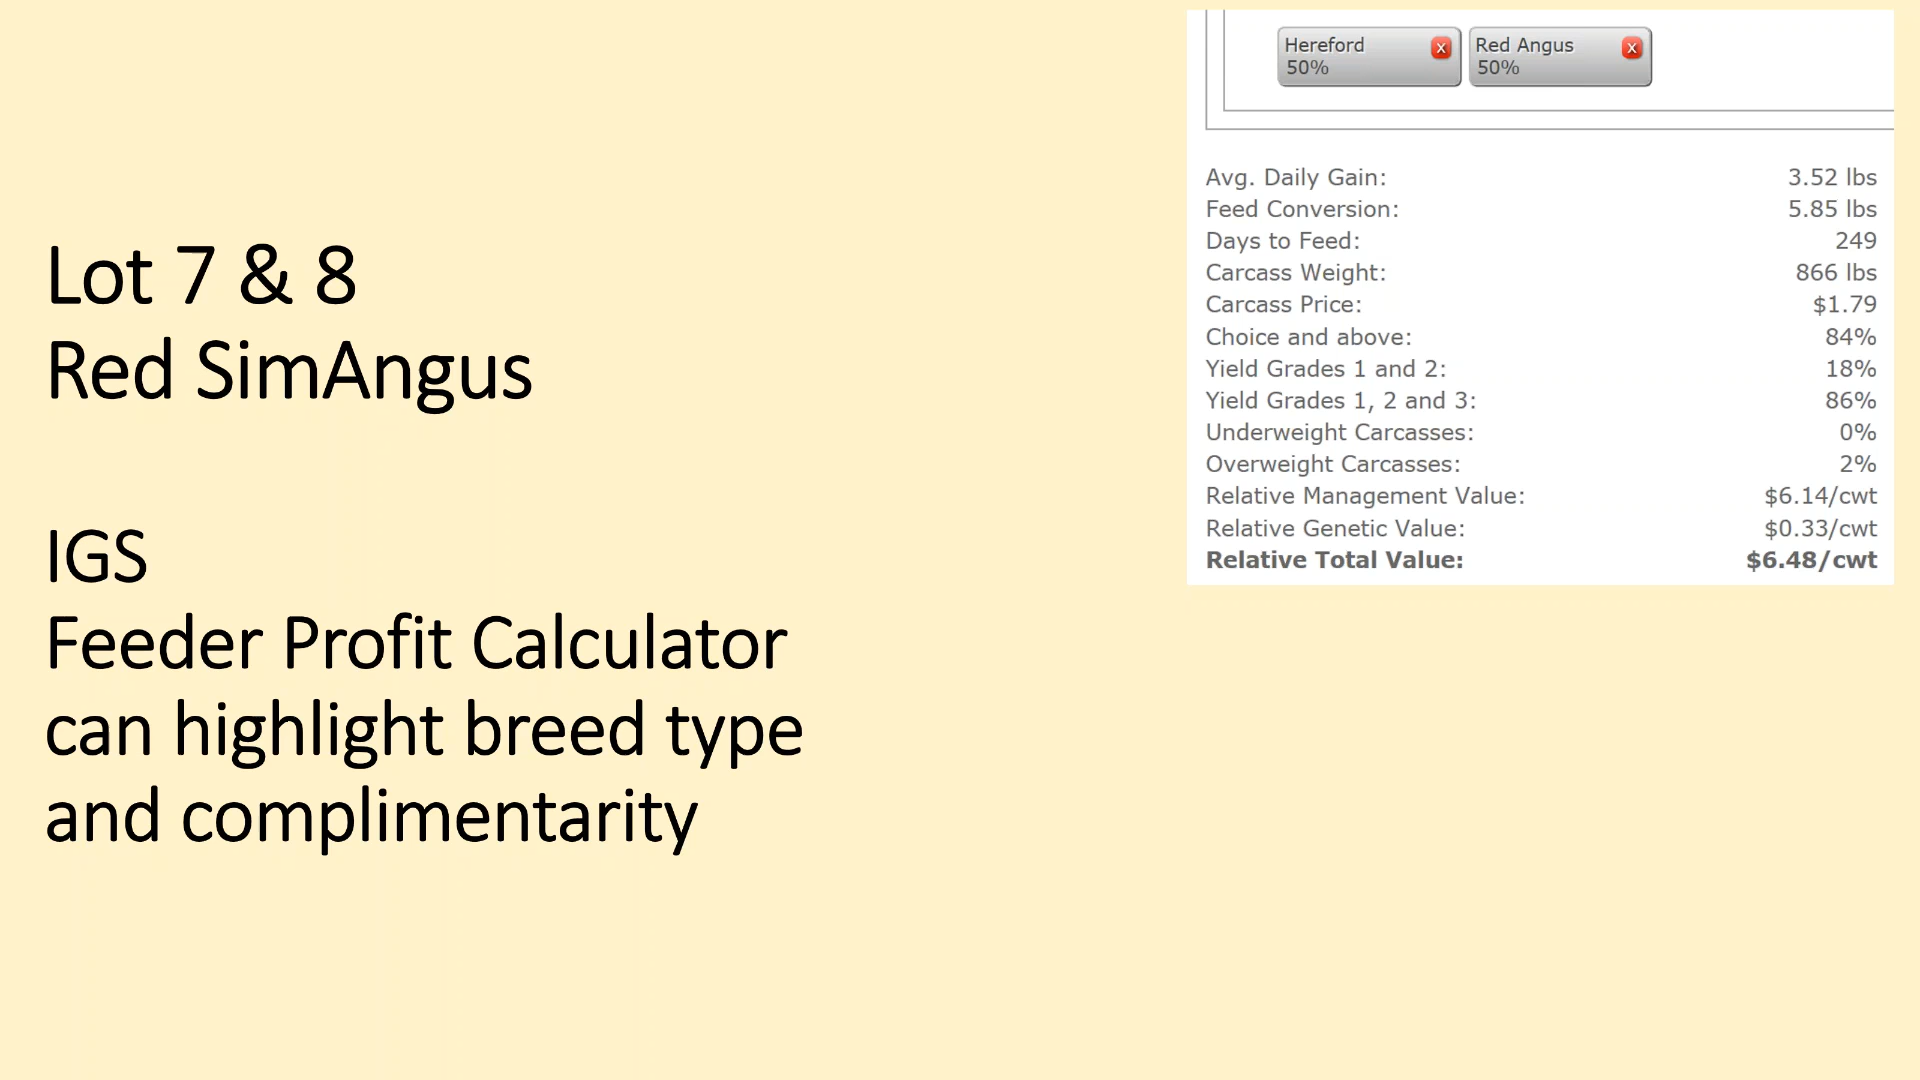 Lot 7 & 8
Red SimAngus
IGS
Feeder Profit Calculator
can highlight breed type
and complimentarity
Hereford x Red Angus x
50% 50%
Avg. Daily Gain: 3.52 lbs
Feed Conversion: 5.85 lbs
Days to Feed: 249
Carcass Weight: 866 lbs
Carcass Price: $1.79
Choice and above: 84%
Yield Grades 1 and 2: 18%
Yield Grades 1, 2 and 3: 86%
Underweight Carcasses: 0%
Overweight Carcasses: 2%
Relative Management Value: $6.14/cwt
Relative Genetic Value: $0.33/cwt
Relative Total Value: $6.48/cwt